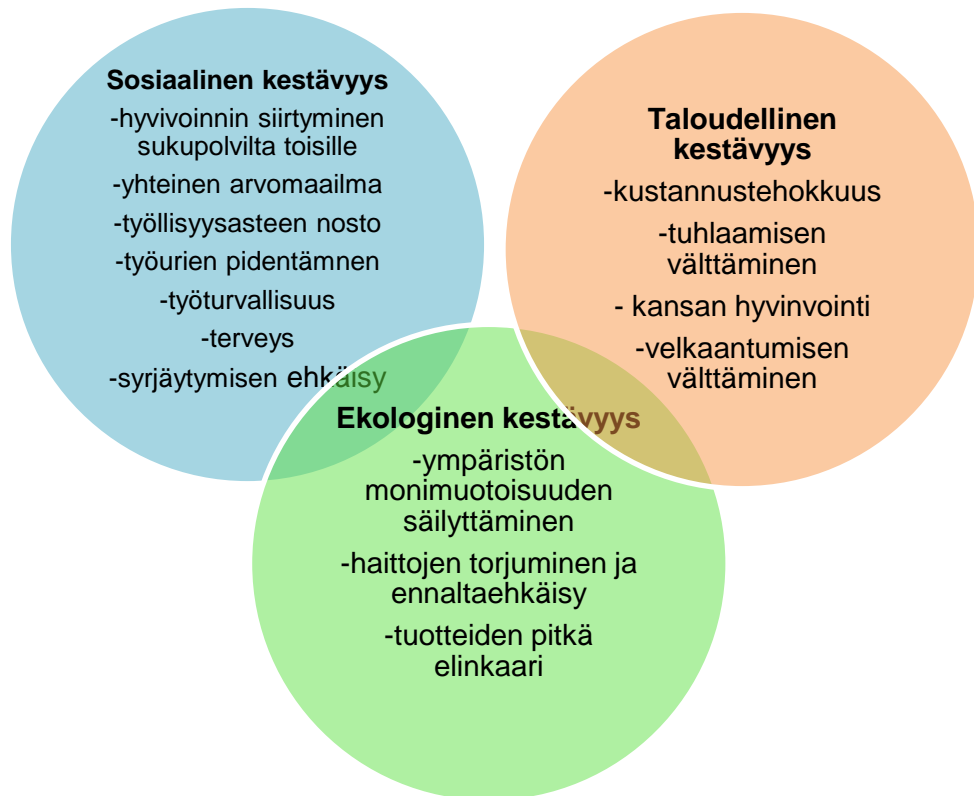 Sosiaalinen kestävyys
-hyvivoinnin siirtyminen
sukupolvilta toisille
-yhteinen arvomaailma
-työllisyysasteen nosto
-työurien pidentämnen
-työturvallisuus
-terveys
-syrjäytymisen ehkäisy
Taloudellinen
kestävyys
-kustannustehokkuus
-tuhlaamisen
välttäminen
- kansan hyvinvointi
-velkaantumisen
välttäminen
Ekologinen kestävyys
-ympäristön
monimuotoisuuden
säilyttäminen
-haittojen torjuminen ja
ennaltaehkäisy
-tuotteiden pitkä
elinkaari